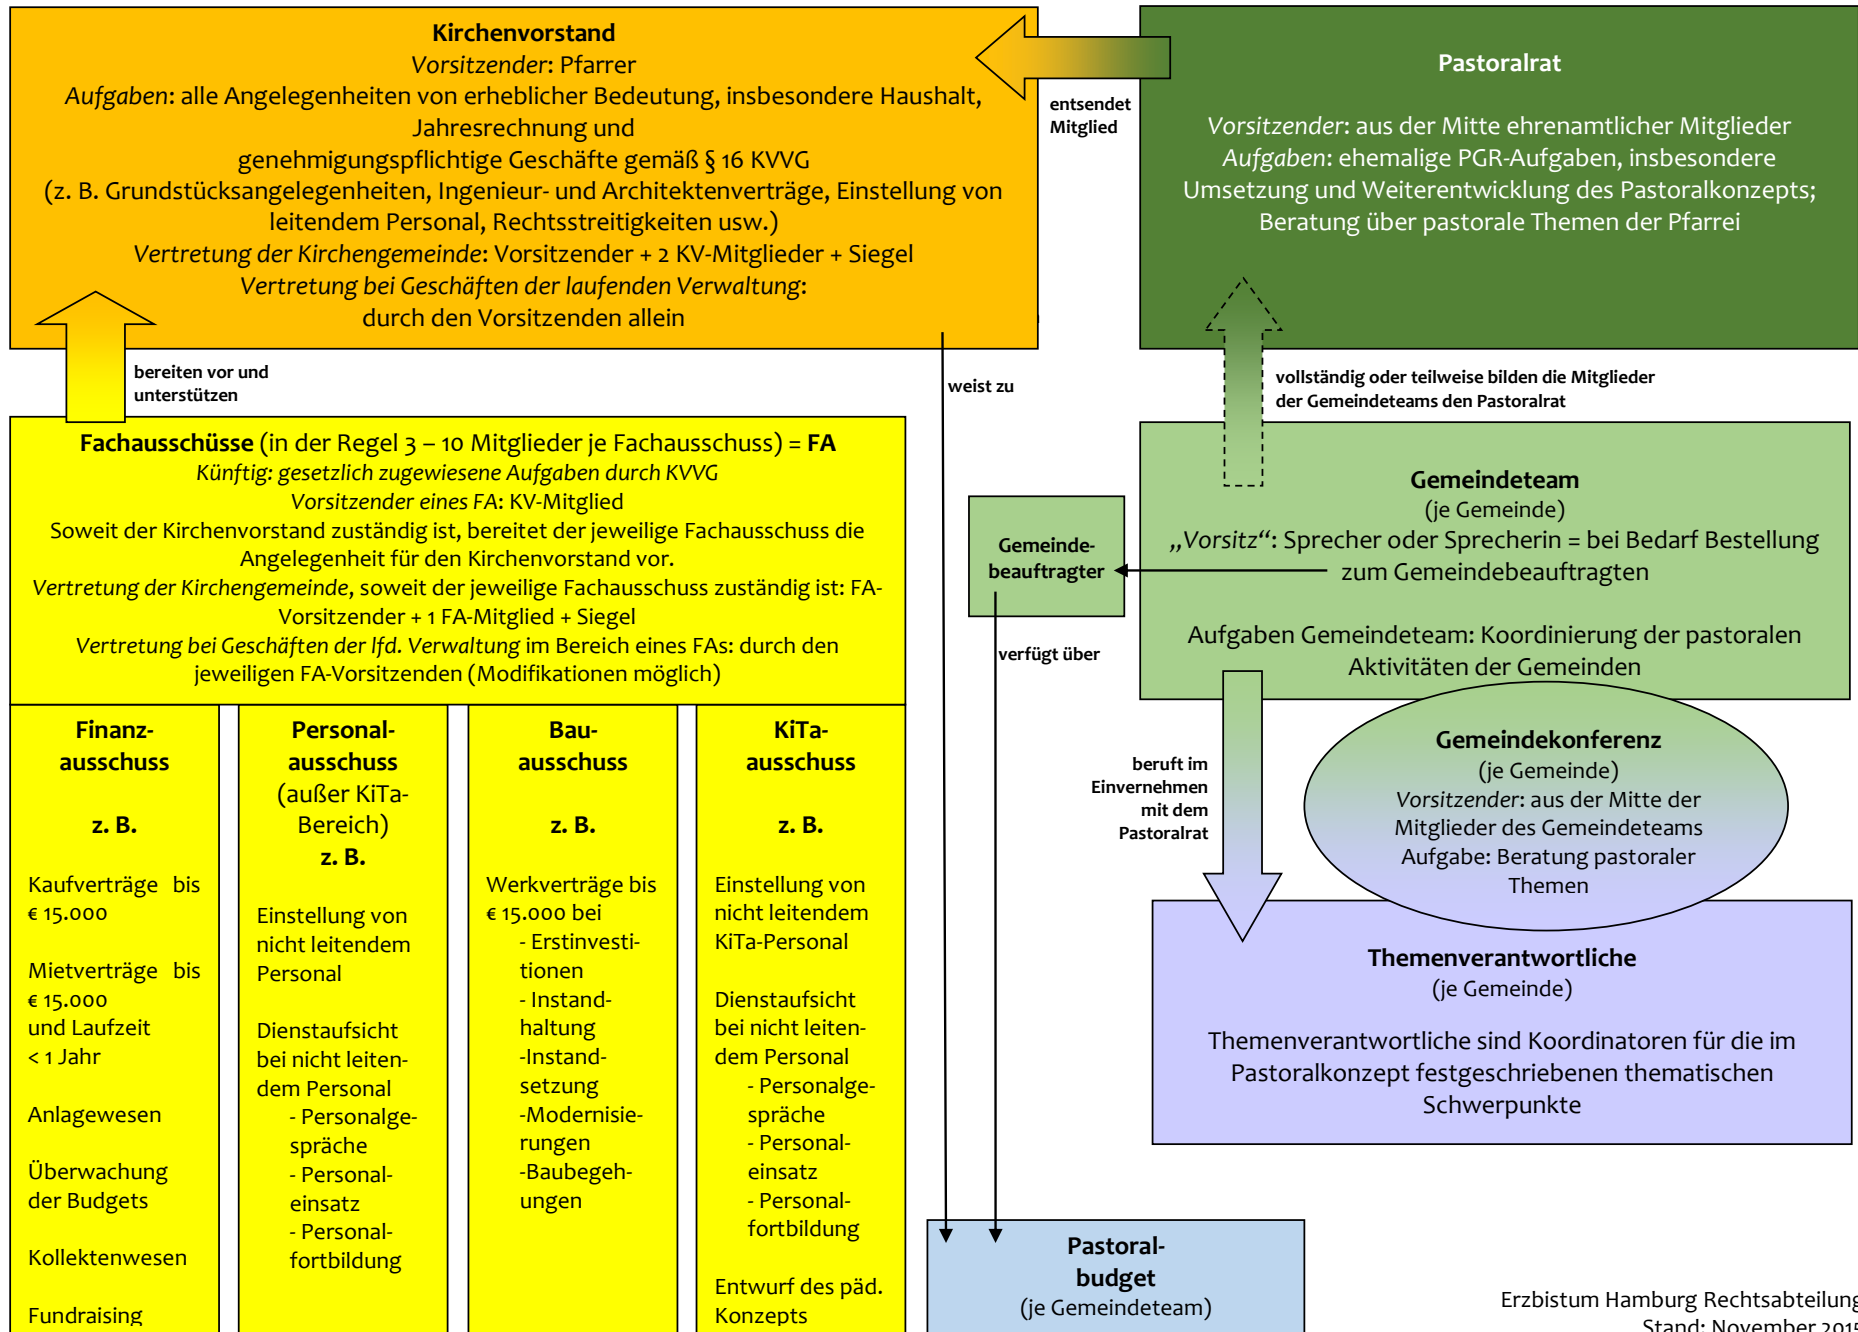 Kirchenvorstand
Vorsitzender: Pfarrer
Aufgaben: alle Angelegenheiten von erheblicher Bedeutung, insbesondere Haushalt,
Jahresrechnung und
genehmigungspflichtige Geschäfte gemäß § 16 KVVG
(z. B. Grundstücksangelegenheiten, Ingenieur- und Architektenverträge, Einstellung von
leitendem Personal, Rechtsstreitigkeiten usw.)
Vertretung der Kirchengemeinde: Vorsitzender + 2 KV-Mitglieder + Siegel
Vertretung bei Geschäften der laufenden Verwaltung:
durch den Vorsitzenden allein
entsendet
Mitglied
Pastoralrat
Vorsitzender: aus der Mitte ehrenamtlicher Mitglieder
Aufgaben: ehemalige PGR-Aufgaben, insbesondere
Umsetzung und Weiterentwicklung des Pastoralkonzepts;
Beratung über pastorale Themen der Pfarrei
bereiten vor und
unterstützen
weist zu
vollständig oder teilweise bilden die Mitglieder
der Gemeindeteams den Pastoralrat
Fachausschüsse (in der Regel 3 – 10 Mitglieder je Fachausschuss) = FA
Künftig: gesetzlich zugewiesene Aufgaben durch KVVG
Vorsitzender eines FA: KV-Mitglied
Soweit der Kirchenvorstand zuständig ist, bereitet der jeweilige Fachausschuss die
Angelegenheit für den Kirchenvorstand vor.
Vertretung der Kirchengemeinde, soweit der jeweilige Fachausschuss zuständig ist: FA-
Vorsitzender + 1 FA-Mitglied + Siegel
Vertretung bei Geschäften der lfd. Verwaltung im Bereich eines FAs: durch den
jeweiligen FA-Vorsitzenden (Modifikationen möglich)
Gemeinde-
beauftragter
verfügt über
Gemeindeteam
(je Gemeinde)
„Vorsitz“: Sprecher oder Sprecherin = bei Bedarf Bestellung
zum Gemeindebeauftragten
Aufgaben Gemeindeteam: Koordinierung der pastoralen
Aktivitäten der Gemeinden
Finanz-
ausschuss
z. B.
Kaufverträge bis
€ 15.000
Mietverträge bis
€ 15.000
und Laufzeit
< 1 Jahr
Anlagewesen
Überwachung
der Budgets
Kollektenwesen
Fundraising
Personal-
ausschuss
(außer KiTa-
Bereich)
z. B.
Einstellung von
nicht leitendem
Personal
Dienstaufsicht
bei nicht leiten-
dem Personal
- Personalge-
spräche
- Personal-
einsatz
- Personal-
fortbildung
Bau-
ausschuss
z. B.
Werkverträge bis
€ 15.000 bei
- Erstinvesti-
tionen
- Instand-
haltung
-Instand-
setzung
-Modernisie-
rungen
-Baubegeh-
ungen
KiTa-
ausschuss
z. B.
Einstellung von
nicht leitendem
KiTa-Personal
Dienstaufsicht
bei nicht leiten-
dem Personal
- Personalge-
spräche
- Personal-
einsatz
- Personal-
fortbildung
Entwurf des päd.
Konzepts
beruft im
Einvernehmen
mit dem
Pastoralrat
Gemeindekonferenz
(je Gemeinde)
Vorsitzender: aus der Mitte der
Mitglieder des Gemeindeteams
Aufgabe: Beratung pastoraler
Themen
Themenverantwortliche
(je Gemeinde)
Themenverantwortliche sind Koordinatoren für die im
Pastoralkonzept festgeschriebenen thematischen
Schwerpunkte
Pastoral-
budget
(je Gemeindeteam)
Erzbistum Hamburg Rechtsabteilung
Stand: November 2015